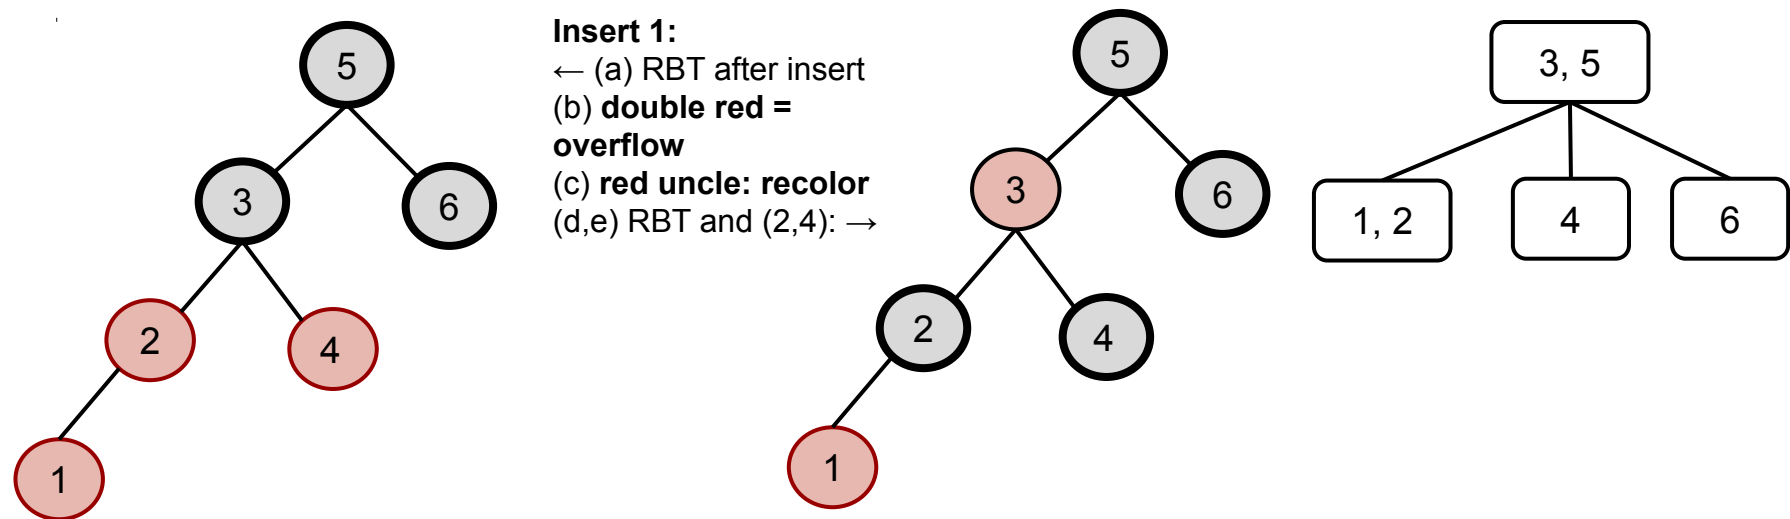 5
3
6
2
4
1
Insert 1:
← (a) RBT after insert
(b) double red =
overflow
(c) red uncle: recolor
(d,e) RBT and (2,4): →
5
3
6
2
4
1
3, 5
1, 2
4
6